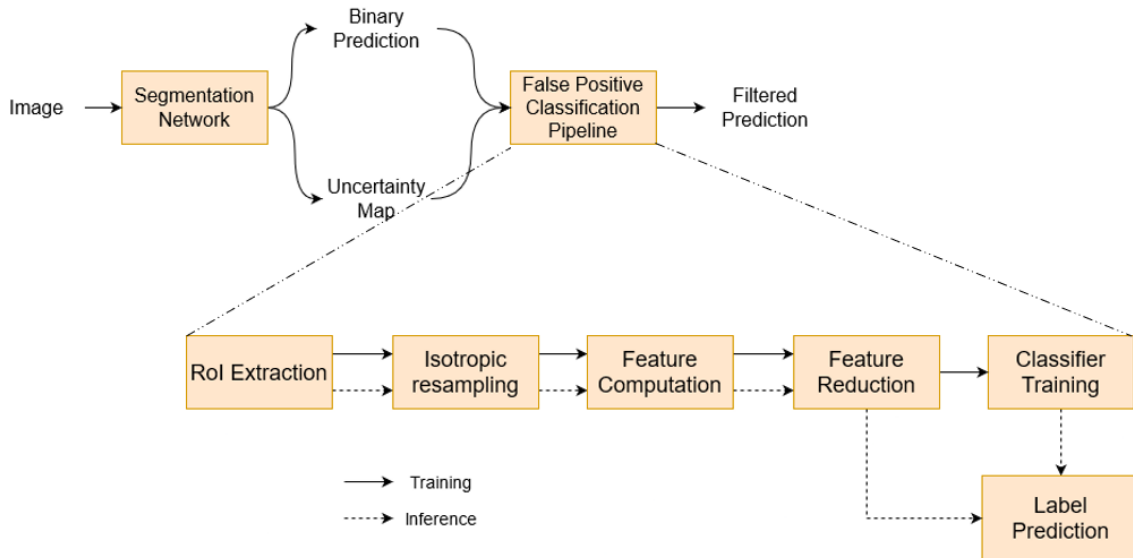 Binary
Prediction
Image
Segmentation
Network
False Positive
Classification
Pipeline
Filtered
Prediction
Uncertainty
Map
RoI Extraction
Isotropic
resampling
Feature
Computation
Feature
Reduction
Classifier
Training
Training
Inference
Label
Prediction